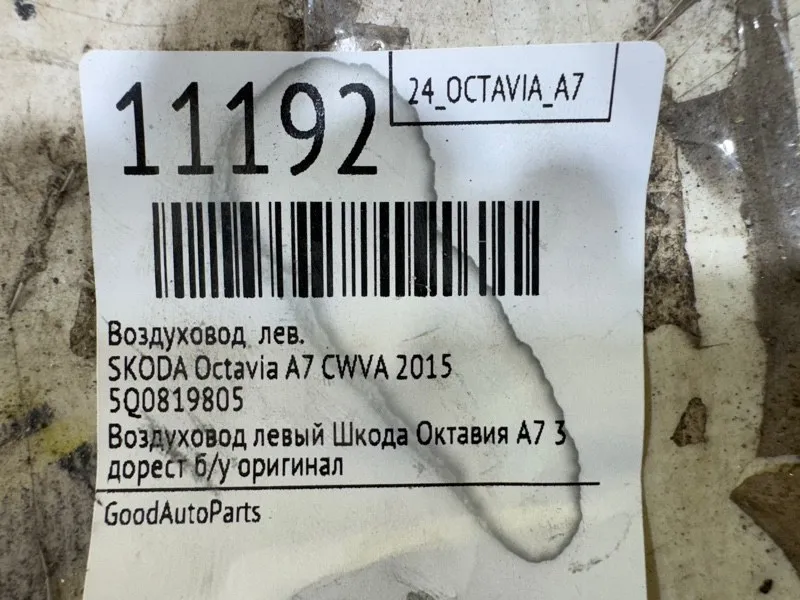 11192
24_OCTAVIA_A7
Воздуховод лев.
SKODA Octavia A7 CWVA 2015
5Q0819805
Воздуховод левый Шкода Октавия А7 3
дорест б/у оригинал
GoodAutoParts